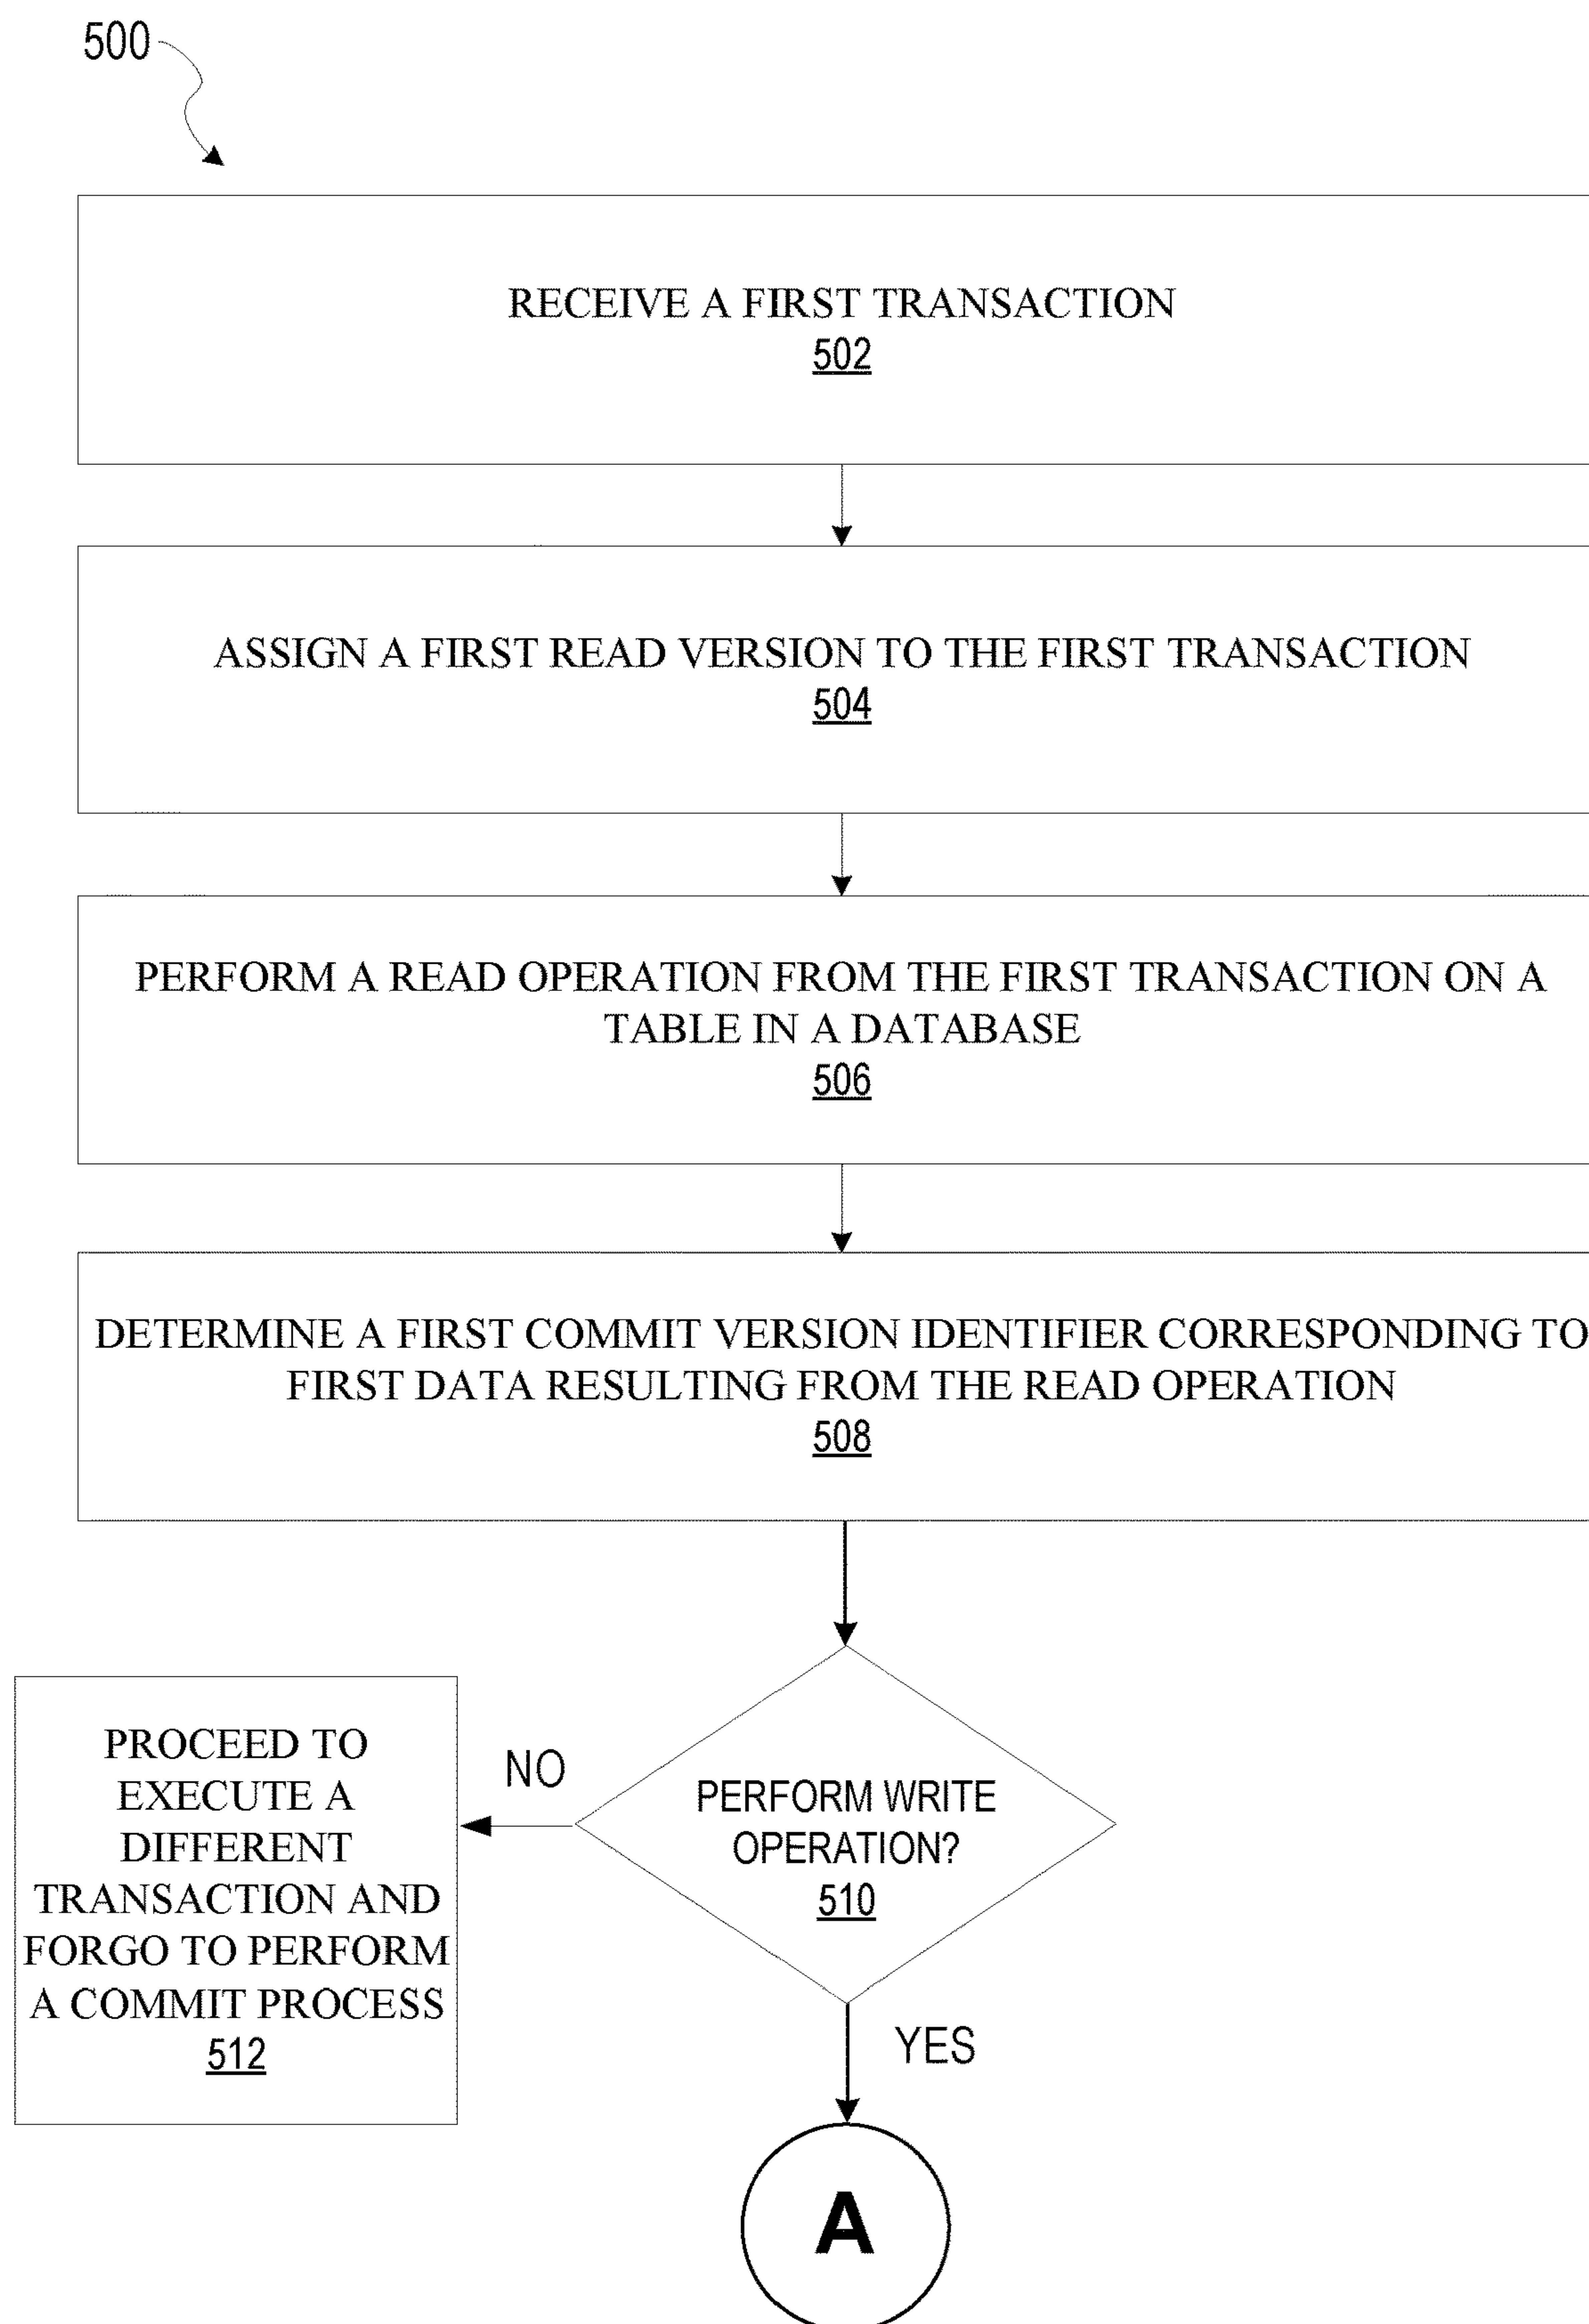 500
RECEIVE A FIRST TRANSACTION
502
ASSIGN A FIRST READ VERSION TO THE FIRST TRANSACTION
504
PERFORM A READ OPERATION FROM THE FIRST TRANSACTION ON A
TABLE IN A DATABASE
506
DETERMINE A FIRST COMMIT VERSION IDENTIFIER CORRESPONDING TO
FIRST DATA RESULTING FROM THE READ OPERATION
508
PERFORM WRITE
OPERATION?
510
NO
PROCEED TO
EXECUTE A
DIFFERENT
TRANSACTION AND
FORGO TO PERFORM
A COMMIT PROCESS
512
YES
A